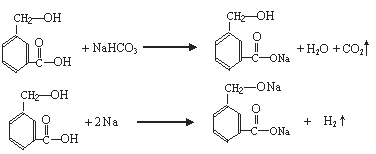 CH₂—OH CH₂—OH
O O
C—OH + NaHCO₃ C—ONa + H₂O + CO₂↑
CH₂—OH CH₂—ONa
O O
C—OH + 2Na C—ONa + H₂↑